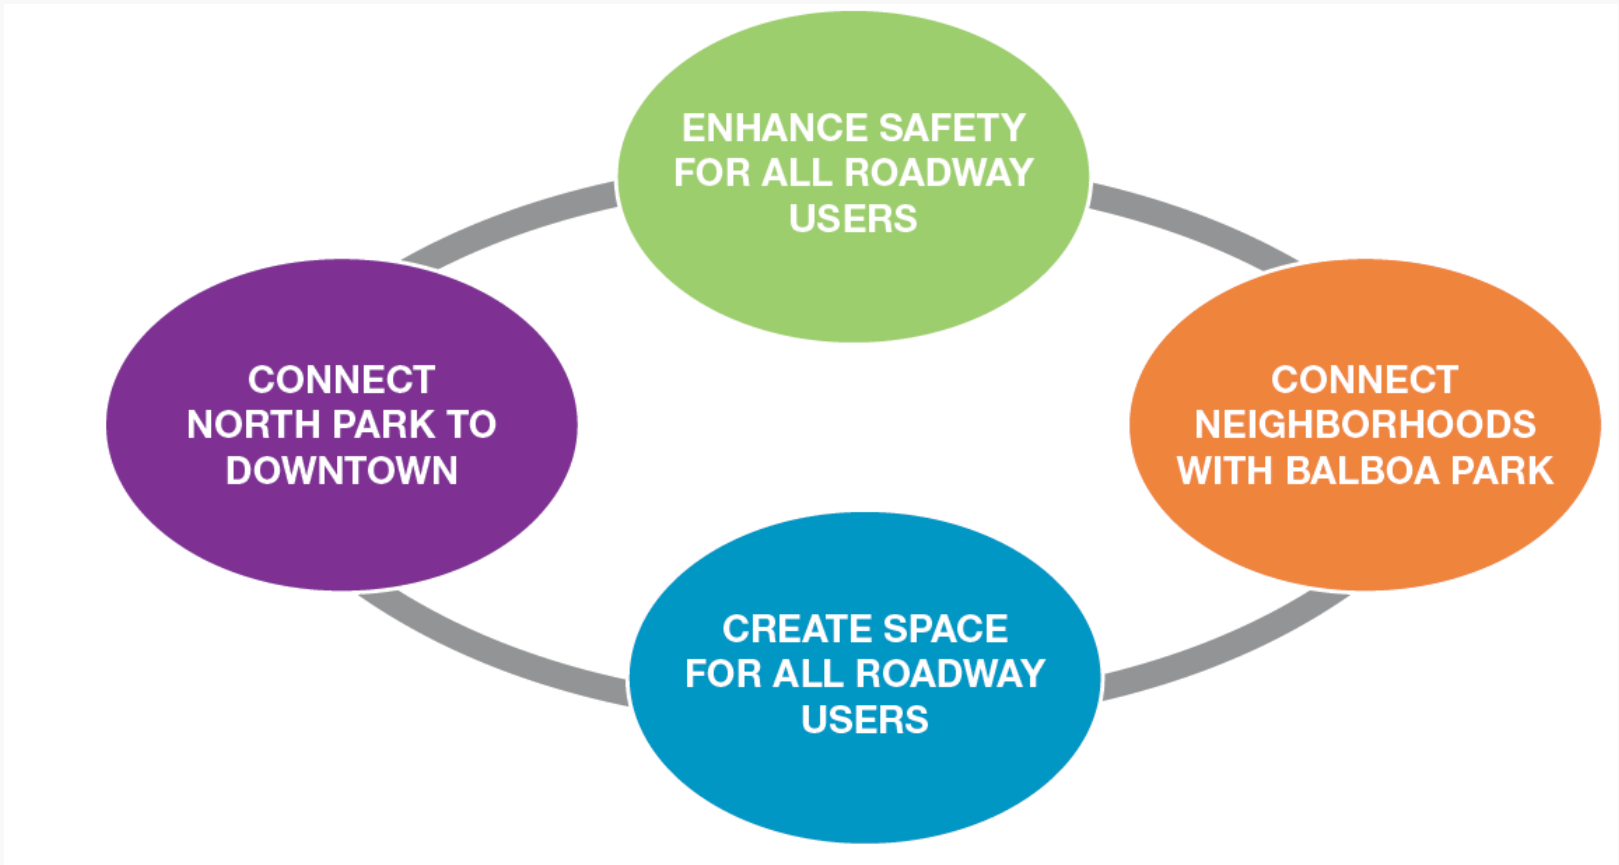 ENHANCE SAFETY
FOR ALL ROADWAY
USERS
CONNECT
NORTH PARK TO
DOWNTOWN
CONNECT
NEIGHBORHOODS
WITH BALBOA PARK
CREATE SPACE
FOR ALL ROADWAY
USERS